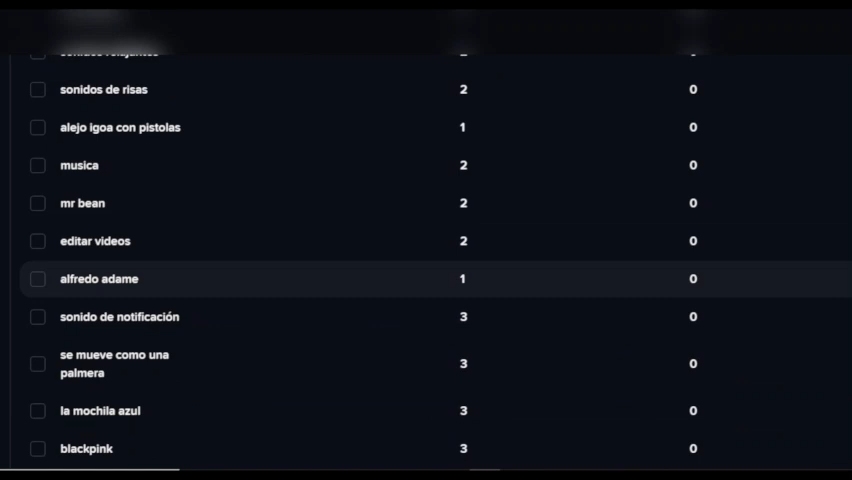 sonidos relajantes
sonidos de risas 2 0
alejo igoa con pistolas 1 0
musica 2 0
mr bean 2 0
editar videos 2 0
alfredo adame 1 0
sonido de notificación 3 0
se mueve como una
palmera 3 0
la mochila azul 3 0
blackpink 3 0